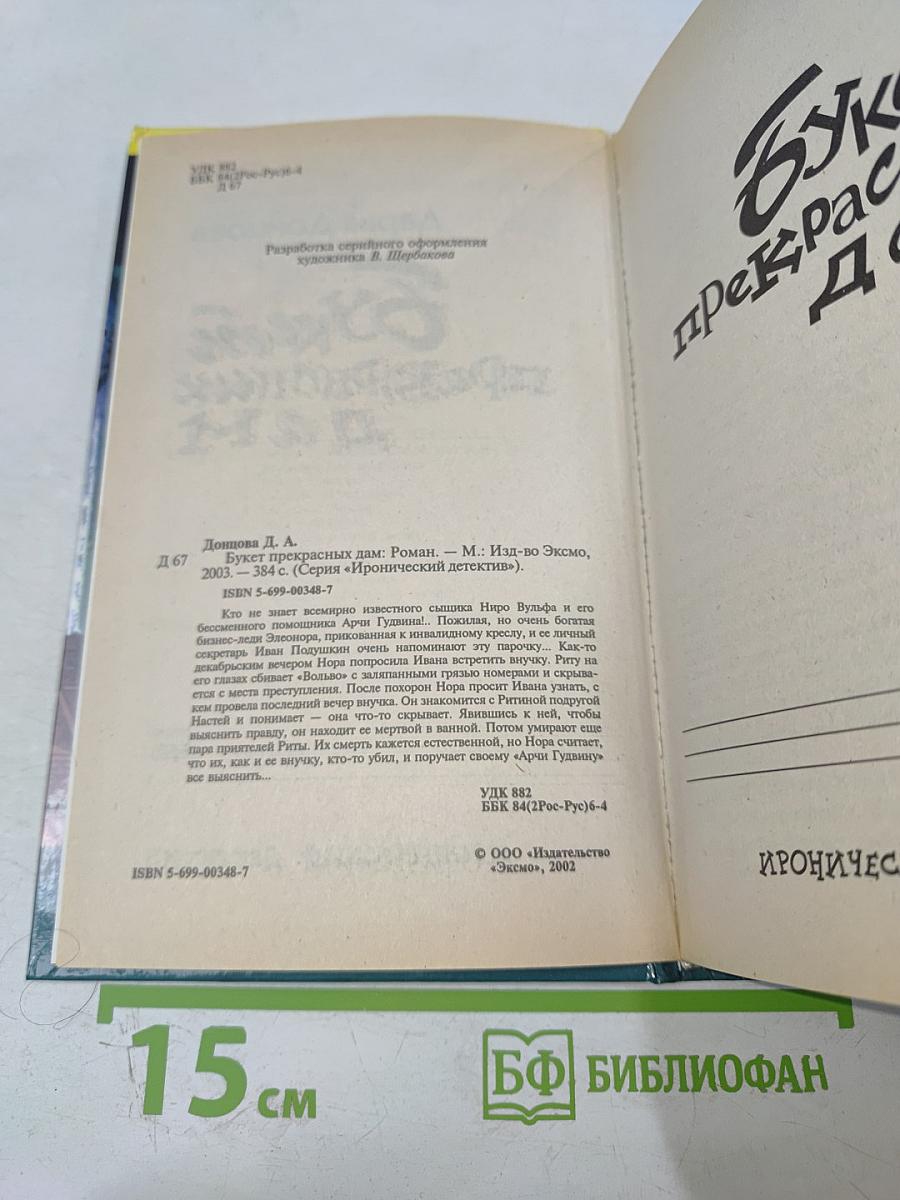 УДК 882
ББК 84(2Рос-Рус)6-4
Д 67
Разработка серийного оформления
художника В. Щербакова
Донцова Д. А.
Д 67 Букет прекрасных дам: Роман. — М.: Изд-во Эксмо,
2003. — 384 с. (Серия «Иронический детектив»).
ISBN 5-699-00348-7
Кто не знает всемирно известного сыщика Ниро Вульфа и его
бессменного помощника Арчи Гудвина!.. Пожилая, но очень богатая
бизнес-леди Элеонора, прикованная к инвалидному креслу, и ее личный
секретарь Иван Подушкин очень напоминают эту парочку... Как-то
декабрьским вечером Нора попросила Ивана встретить внучку. Риту на
его глазах сбивает «Вольво» с заляпанными грязью номерами и скрыва-
ется с места преступления. После похорон Нора просит Ивана узнать, с
кем провела последний вечер внучка. Он знакомится с Ритиной подругой
Настей и понимает — она что-то скрывает. Явившись к ней, чтобы
выяснить правду, он находит ее мертвой в ванной. Потом умирают еще
пара приятелей Риты. Их смерть кажется естественной, но Нора считает,
что их, как и ее внучку, кто-то убил, и поручает своему «Арчи Гудвину»
все выяснить...
УДК 882
ББК 84(2Рос-Рус)6-4
ISBN 5-699-00348-7
© ООО «Издательство
«Эксмо», 2002
Буке
прекрас
да
ИРОНИЧЕС
15 см
БФ БИБЛИОФАН